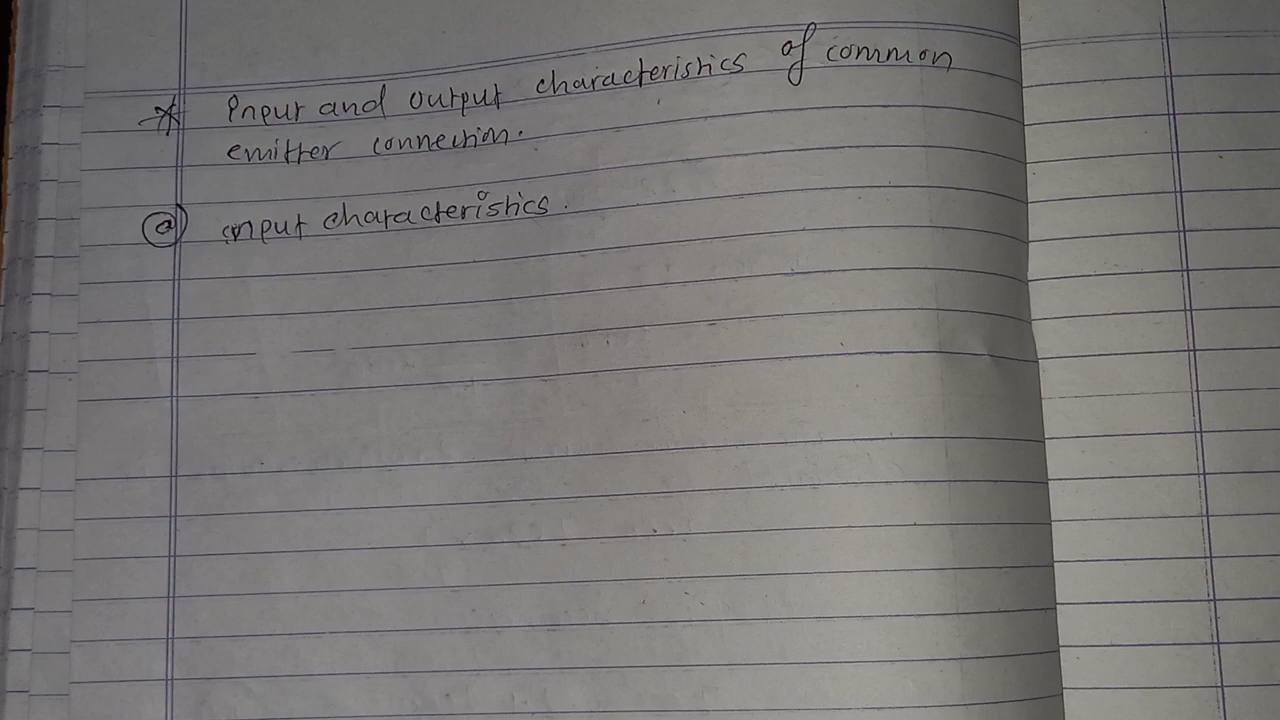 * Input and output characteristics of common
emitter connection.
(a) input characteristics.